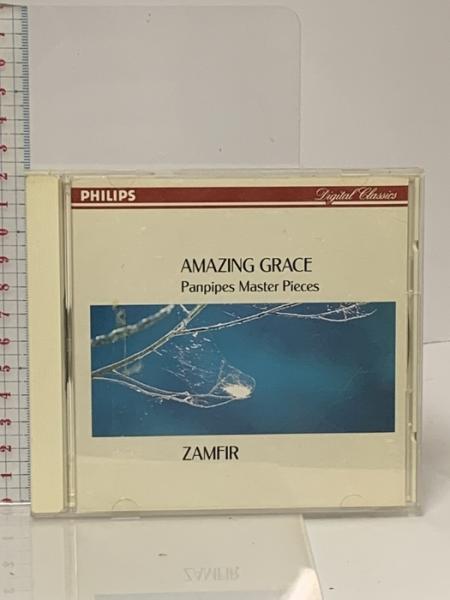 PHILIPS Digital Classics
AMAZING GRACE
Panpipes Master Pieces
ZAMFIR